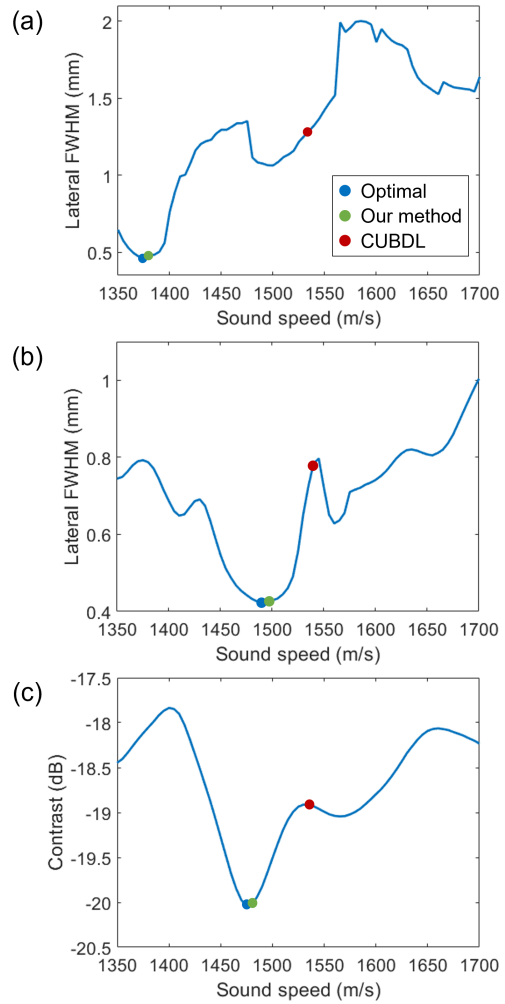 (a)
2
1.5
1
0.5
Lateral FWHM (mm)
Optimal
Our method
CUBDL
1350 1400 1450 1500 1550 1600 1650 1700
Sound speed (m/s)
(b)
1
0.8
0.6
0.4
Lateral FWHM (mm)
1350 1400 1450 1500 1550 1600 1650 1700
Sound speed (m/s)
(c)
-17.5
-18
-18.5
-19
-19.5
-20
-20.5
Contrast (dB)
1350 1400 1450 1500 1550 1600 1650 1700
Sound speed m/s